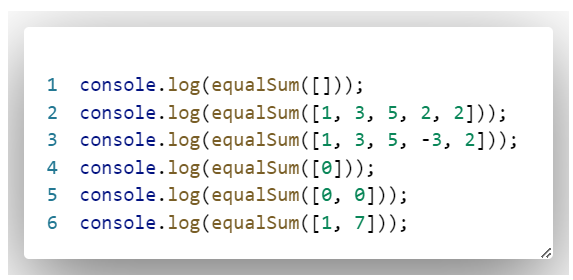 1 console.log(equalSum([]));
2 console.log(equalSum([1, 3, 5, 2, 2]));
3 console.log(equalSum([1, 3, 5, -3, 2]));
4 console.log(equalSum([0]));
5 console.log(equalSum([0, 0]));
6 console.log(equalSum([1, 7]));